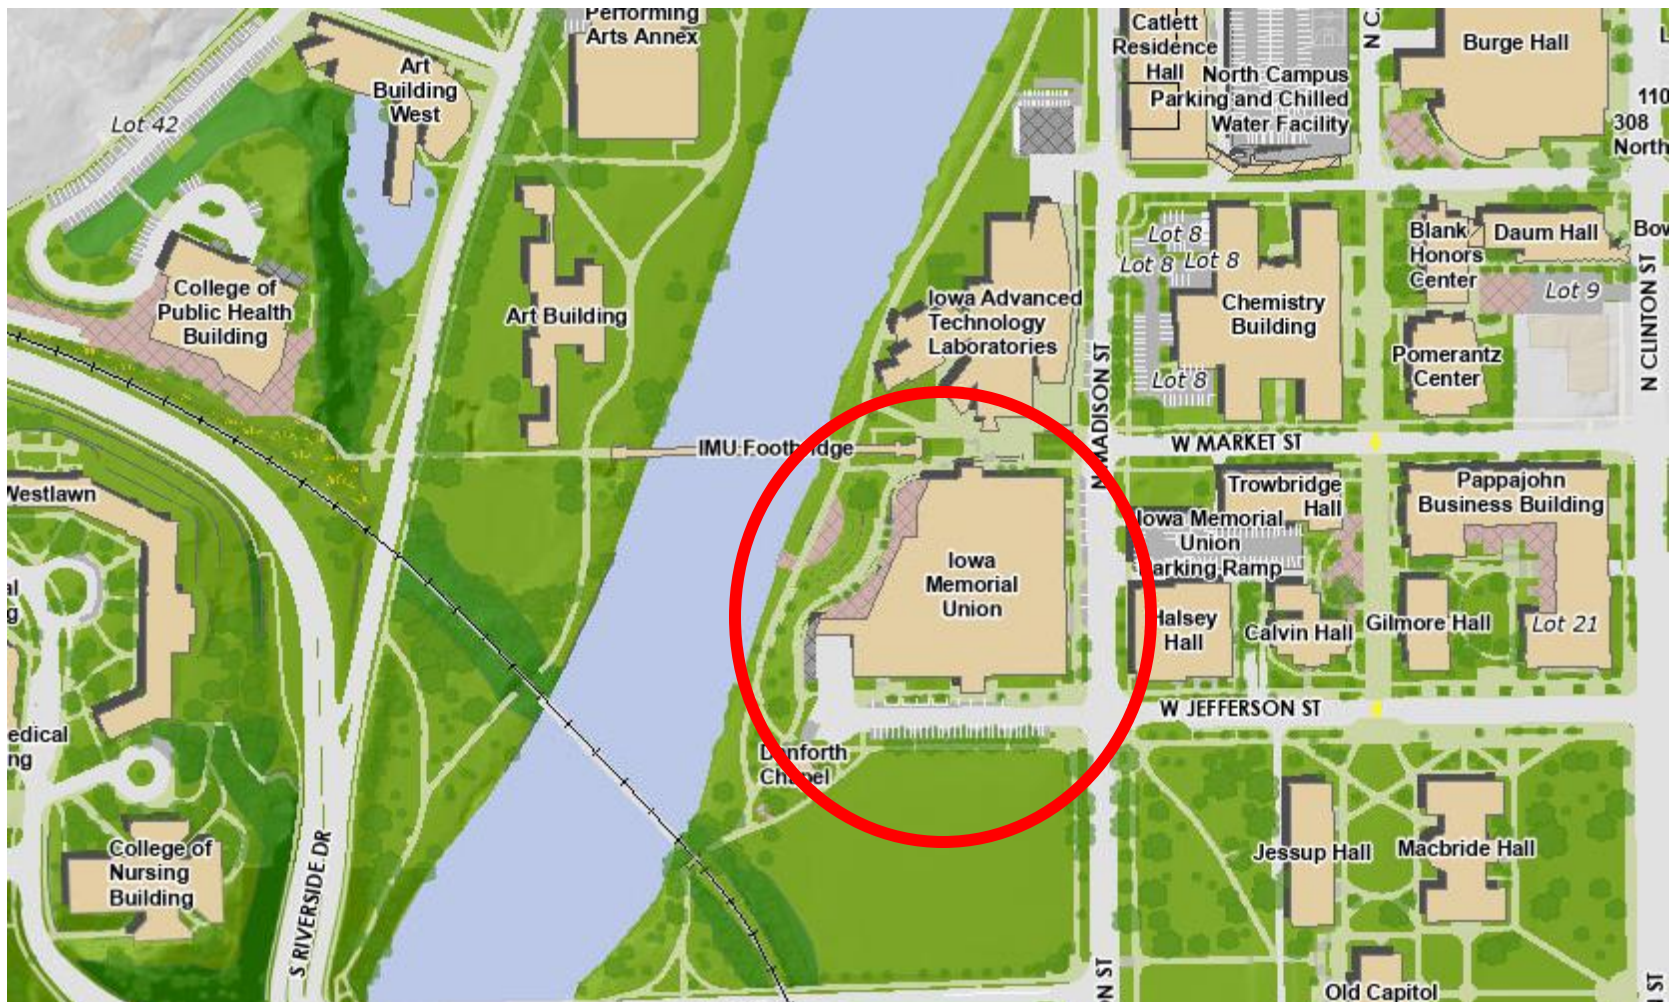 Performing
Arts Annex
Catlett
Residence
Hall
North Campus
Parking and Chilled
Water Facility
Burge Hall
308
North
110
Art
Building
West
Lot 42
Blank
Honors
Center
Daum Hall
Lot 8
Lot 8
Lot 8
Lot 9
N CLINTON ST
College of
Public Health
Building
Art Building
Iowa Advanced
Technology
Laboratories
Chemistry
Building
Pomerantz
Center
Lot 8
N MADISON ST
IMU Footbridge
W MARKET ST
Westlawn
Trowbridge
Hall
Pappajohn
Business Building
Iowa Memorial
Union
Parking Ramp
Iowa
Memorial
Union
Halsey
Hall
Calvin Hall
Gilmore Hall
Lot 21
W JEFFERSON ST
Danforth
Chapel
College of
Nursing
Building
S RIVERSIDE DR
Jessup Hall
Macbride Hall
Old Capitol
ST